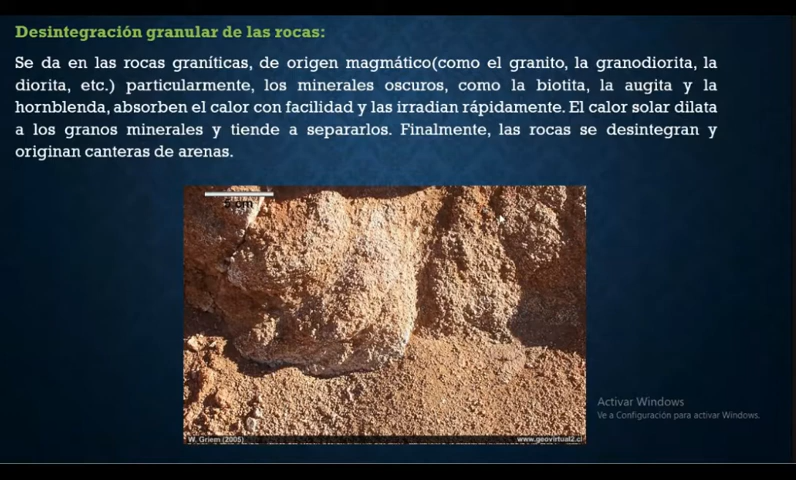 Desintegración granular de las rocas:
Se da en las rocas graníticas, de origen magmático(como el granito, la granodiorita, la
diorita, etc.) particularmente, los minerales oscuros, como la biotita, la augita y la
hornblenda, absorben el calor con facilidad y las irradian rápidamente. El calor solar dilata
a los granos minerales y tiende a separarlos. Finalmente, las rocas se desintegran y
originan canteras de arenas.
5 cm
Activar Windows
Ve a Configuración para activar Windows.
W. Griem (2005)
www.geovirtual2.cl